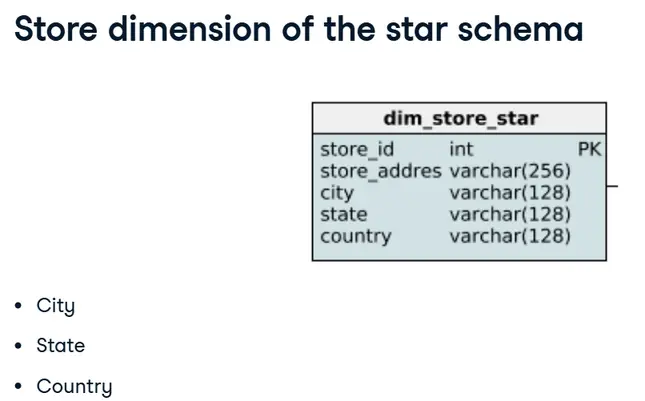 Store dimension of the star schema
dim_store_star
store_id int PK
store_addres varchar(256)
city varchar(128)
state varchar(128)
country varchar(128)
• City
• State
• Country